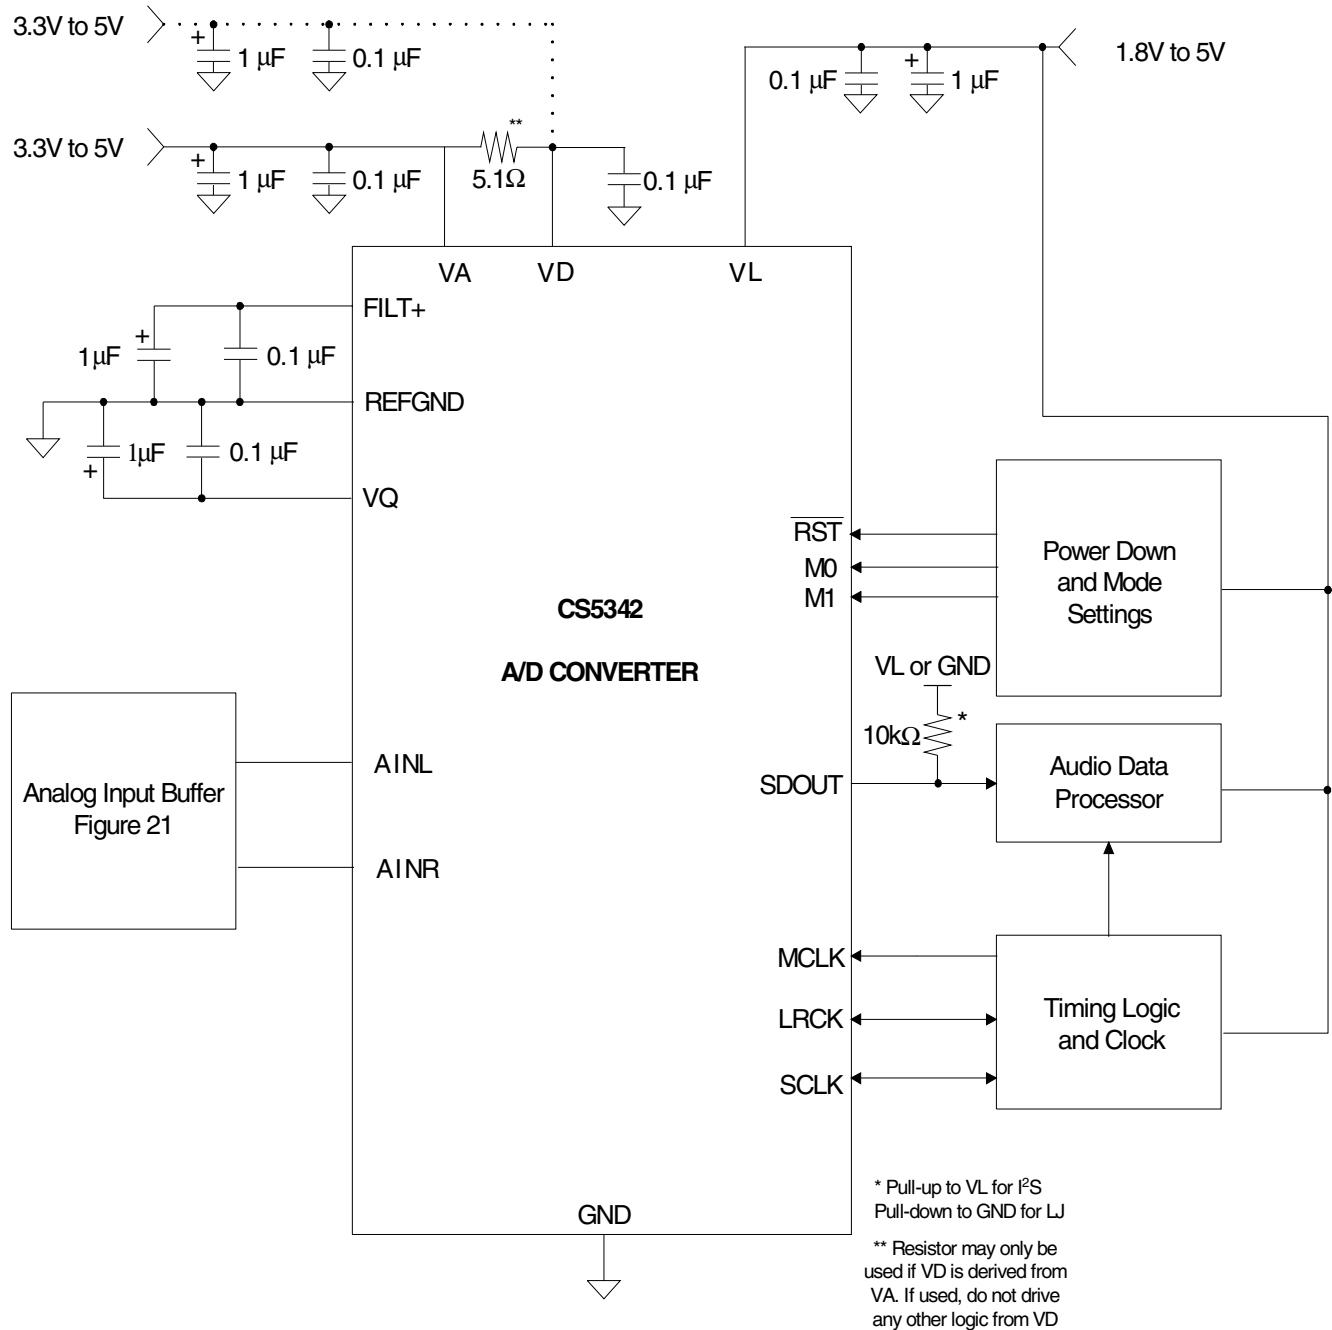 3.3V to 5V
+
1 µF
0.1 µF
0.1 µF
+
1 µF
1.8V to 5V
3.3V to 5V
+
1 µF
0.1 µF
**
5.1Ω
0.1 µF
VA
VD
VL
FILT+
+
1µF
0.1 µF
REFGND
1µF
+
0.1 µF
VQ
RST
M0
M1
Power Down
and Mode
Settings
CS5342
A/D CONVERTER
VL or GND
*
10kΩ
Analog Input Buffer
Figure 21
AINL
AINR
SDOUT
Audio Data
Processor
MCLK
LRCK
SCLK
Timing Logic
and Clock
GND
* Pull-up to VL for I²S
Pull-down to GND for LJ
** Resistor may only be
used if VD is derived from
VA. If used, do not drive
any other logic from VD